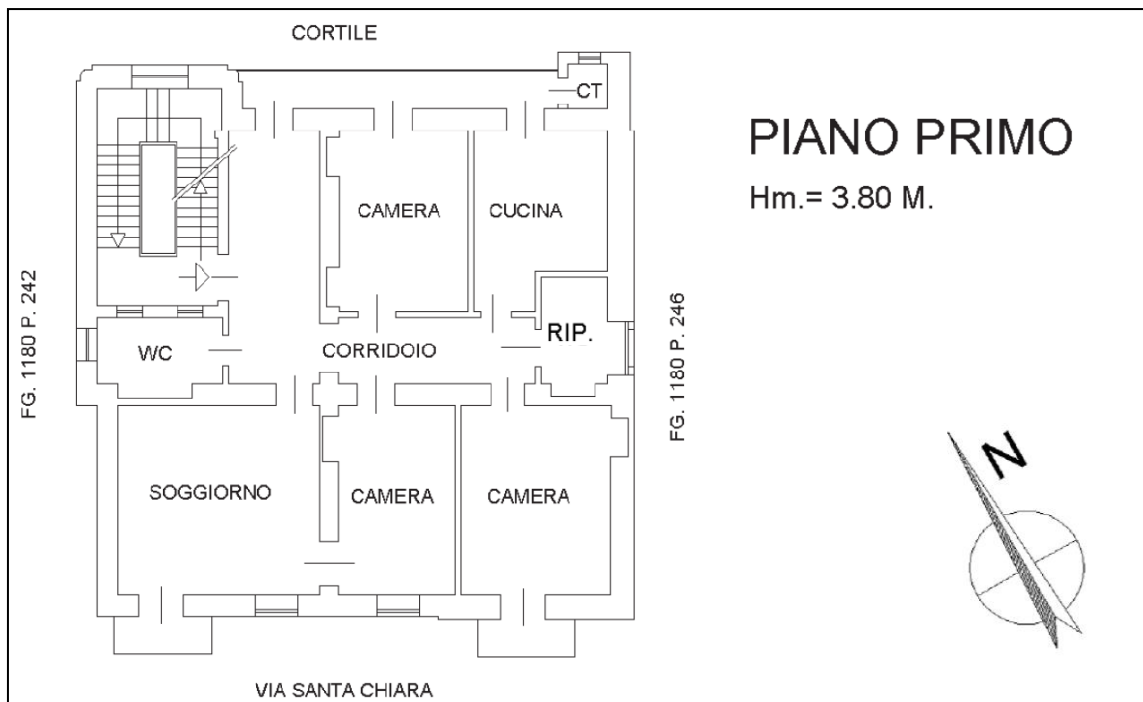 CORTILE
CT
PIANO PRIMO
Hm.= 3.80 M.
CAMERA
CUCINA
FG. 1180 P. 242
WC
CORRIDOIO
RIP.
FG. 1180 P. 246
SOGGIORNO
CAMERA
CAMERA
N
VIA SANTA CHIARA